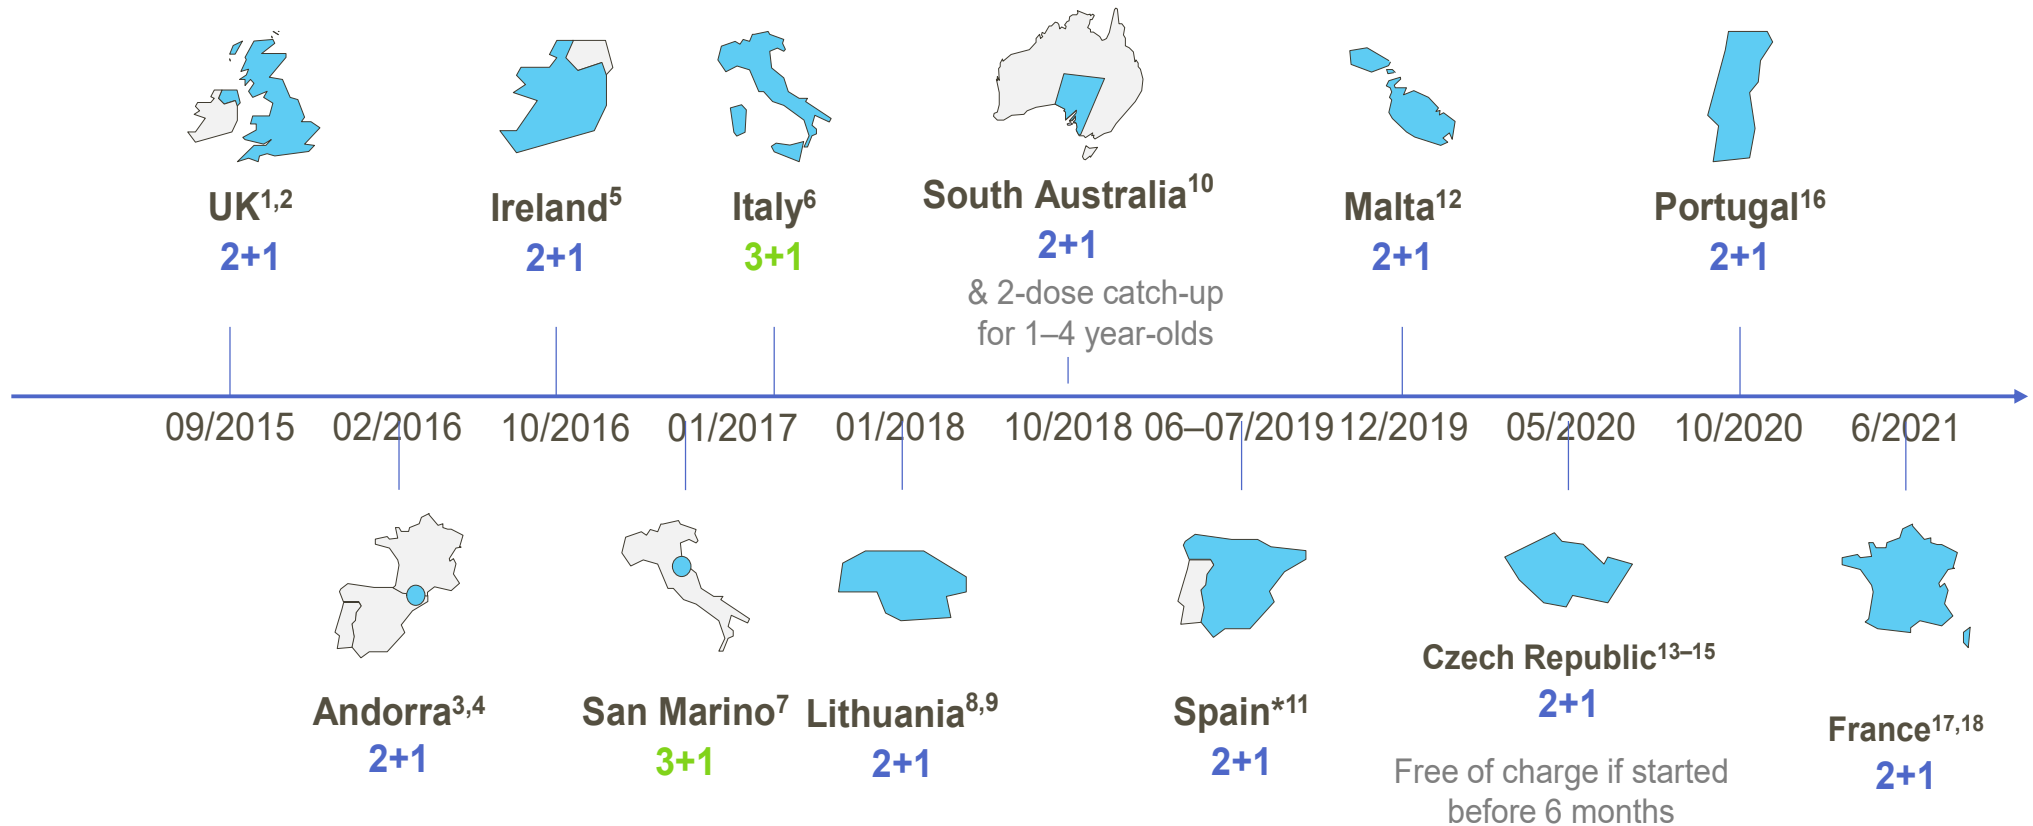 UK1,2
2+1
Ireland5
2+1
Italy6
3+1
South Australia10
2+1
& 2-dose catch-up
for 1–4 year-olds
Malta12
2+1
Portugal16
2+1
09/2015 02/2016 10/2016 01/2017 01/2018 10/2018 06–07/2019 12/2019 05/2020 10/2020 6/2021
Andorra3,4
2+1
San Marino7
3+1
Lithuania8,9
2+1
Spain*11
2+1
Czech Republic13–15
2+1
Free of charge if started
before 6 months
France17,18
2+1